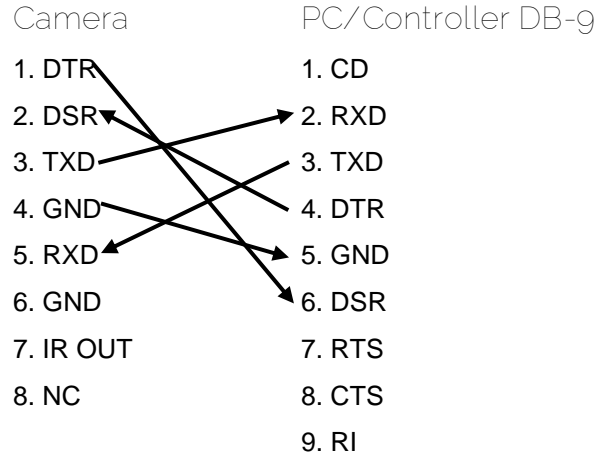 Camera
PC/Controller DB-9
1. DTR
1. CD
2. DSR
2. RXD
3. TXD
3. TXD
4. GND
4. DTR
5. RXD
5. GND
6. GND
6. DSR
7. IR OUT
7. RTS
8. NC
8. CTS
9. RI